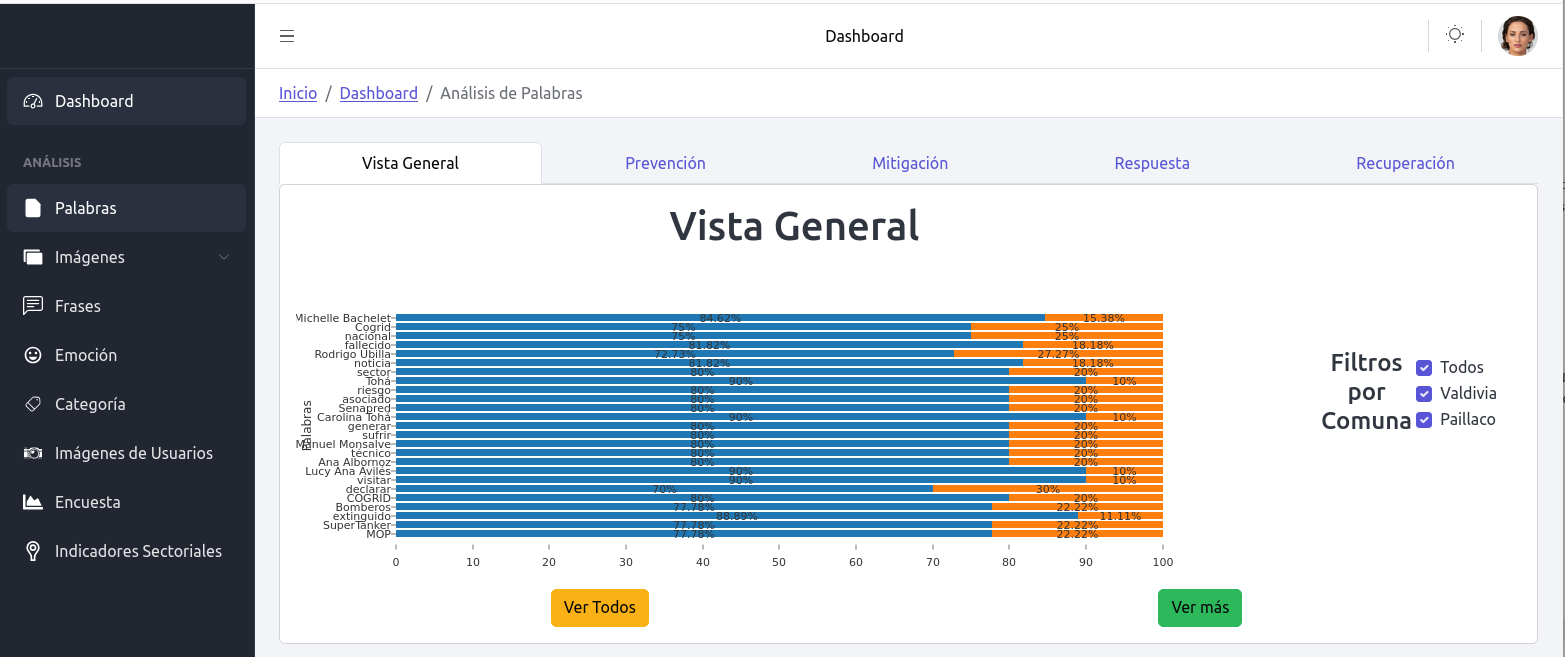 Dashboard
Dashboard
ANÁLISIS
Palabras
Imágenes
Frases
Emoción
Categoría
Imágenes de Usuarios
Encuesta
Indicadores Sectoriales
Inicio / Dashboard / Análisis de Palabras
Vista General Prevención Mitigación Respuesta Recuperación
Vista General
Palabras
Michelle Bachelet 84.62% 15.38%
Cogrid 75% 25%
nacional 75% 25%
fallecido 81.82% 18.18%
Rodrigo Ubilla 72.73% 27.27%
noticia 81.82% 18.18%
sector 80% 20%
Tohá 90% 10%
riesgo 80% 20%
asociado 80% 20%
Senapred 80% 20%
Carolina Tohá 90% 10%
generar 80% 20%
sufrir 80% 20%
Manuel Monsalve 80% 20%
técnico 80% 20%
Ana Albornoz 80% 20%
Lucy Ana Avilés 90% 10%
visitar 90% 10%
declarar 70% 30%
COGRID 80% 20%
Bomberos 77.78% 22.22%
extinguido 88.89% 11.11%
SuperTanker 77.78% 22.22%
MOP 77.78% 22.22%
0 10 20 30 40 50 60 70 80 90 100
Filtros
por
Comuna
Todos
Valdivia
Paillaco
Ver Todos
Ver más